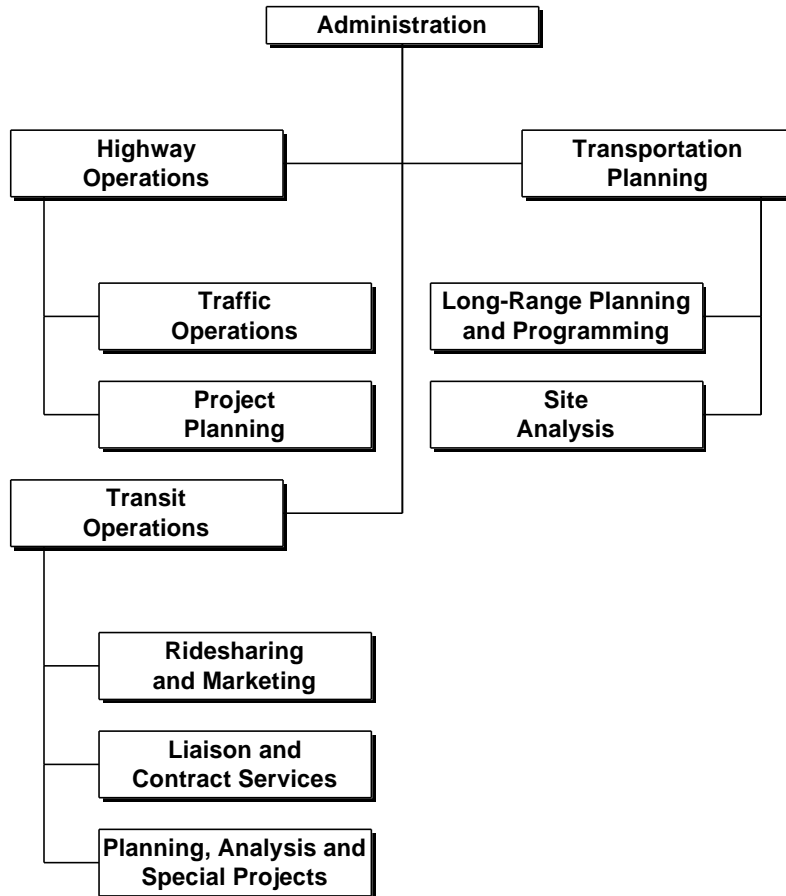 Administration
Highway
Operations
Transportation
Planning
Traffic
Operations
Long-Range Planning
and Programming
Project
Planning
Site
Analysis
Transit
Operations
Ridesharing
and Marketing
Liaison and
Contract Services
Planning, Analysis and
Special Projects